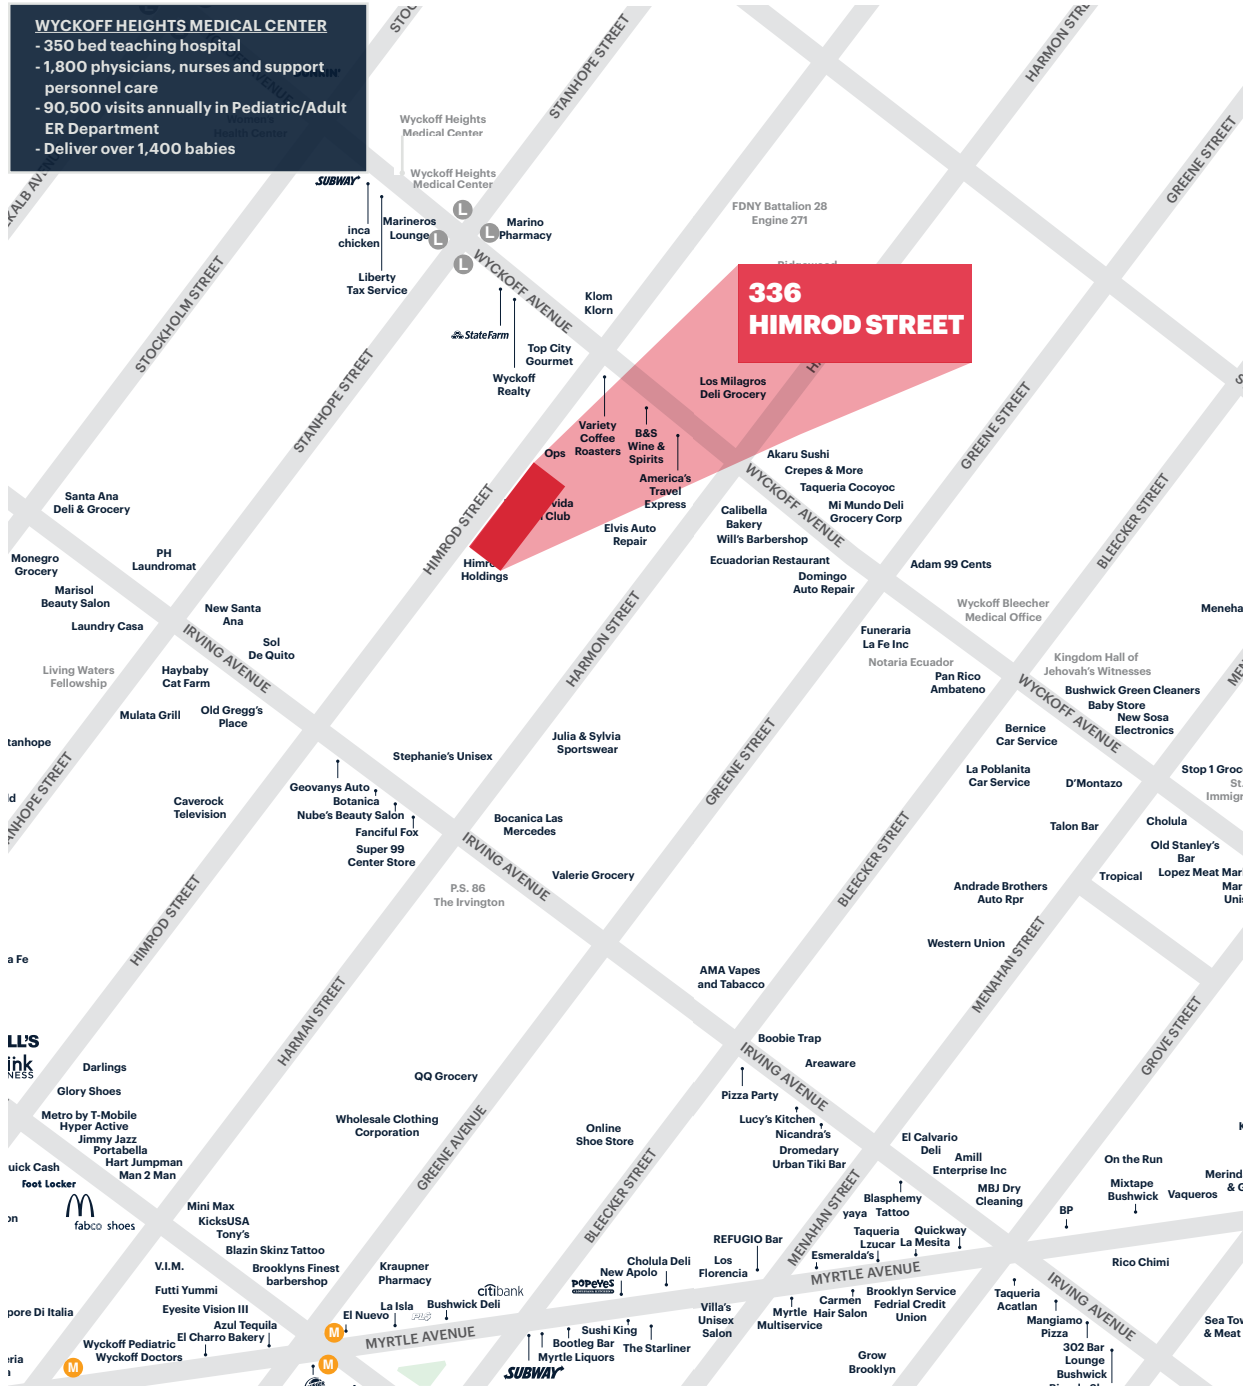 WYCKOFF HEIGHTS MEDICAL CENTER
- 350 bed teaching hospital
- 1,800 physicians, nurses and support
personnel care
- 90,500 visits annually in Pediatric/Adult
ER Department
- Deliver over 1,400 babies
Women's
Health Center
STANHOPE STREET
HARMON STREET
GREENE STREET
Wyckoff Heights
Medical Center
Wyckoff Heights
Medical Center
SUBWAY
inca
chicken
Marineros
Lounge
L
L
L
L
Marino
Pharmacy
Liberty
Tax Service
FDNY Battalion 28
Engine 271
336
HIMROD STREET
WYCKOFF AVENUE
Klom
Klorn
StateFarm
Top City
Gourmet
Wyckoff
Realty
STOCKHOLM STREET
STANHOPE STREET
Los Milagros
Deli Grocery
Variety
Coffee
Roasters
B&S
Wine &
Spirits
Ops
America's
Travel
Express
Club
Elvis Auto
Repair
Holdings
HIMROD STREET
GREENE STREET
Akaru Sushi
Crepes & More
Taqueria Cocoyoc
Mi Mundo Deli
Grocery Corp
WYCKOFF AVENUE
Calibella
Bakery
Will's Barbershop
Ecuadorian Restaurant
Domingo
Auto Repair
BLEECKER STREET
Adam 99 Cents
Santa Ana
Deli & Grocery
Monegro
Grocery
PH
Laundromat
Marisol
Beauty Salon
Laundry Casa
New Santa
Ana
IRVING AVENUE
Sol
De Quito
Living Waters
Fellowship
Haybaby
Cat Farm
Mulata Grill
Old Gregg's
Place
HARMON STREET
Wyckoff Bleecher
Medical Office
Funeraria
La Fe Inc
Notaria Ecuador
Pan Rico
Ambateno
Kingdom Hall of
Jehovah's Witnesses
Bushwick Green Cleaners
Baby Store
New Sosa
Electronics
WYCKOFF AVENUE
Bernice
Car Service
La Poblanita
Car Service
D'Montazo
Stop 1
Talon Bar
Cholula
Old Stanley's
Bar
Tropical
Lopez Meat
Andrade Brothers
Auto Rpr
Western Union
Stephanie's Unisex
Julia & Sylvia
Sportswear
GREENE STREET
Geovanys Auto
Botanica
Nube's Beauty Salon
Fanciful Fox
Super 99
Center Store
Caverock
Television
Bocanica Las
Mercedes
IRVING AVENUE
Valerie Grocery
P.S. 86
The Irvington
BLEECKER STREET
HIMROD STREET
HARMAN STREET
AMA Vapes
and Tabacco
MENAHAN STREET
GROVE STREET
Boobie Trap
Areaware
IRVING AVENUE
Pizza Party
Lucy's Kitchen
Nicandra's
Dromedary
Urban Tiki Bar
Darlings
Glory Shoes
Metro by T-Mobile
Hyper Active
Jimmy Jazz
Portabella
Hart Jumpman
Man 2 Man
Cash
Foot Locker
fabco shoes
QQ Grocery
Wholesale Clothing
Corporation
GREENE AVENUE
Online
Shoe Store
BLEECKER STREET
El Calvario
Deli
Amill
Enterprise Inc
MBJ Dry
Cleaning
On the Run
Mixtape
Bushwick
Vaqueros
BP
Blasphemy
Tattoo
yaya
Taqueria
Lzucar
Quickway
La Mesita
MENAHAN STREET
Mini Max
KicksUSA
Tony's
Blazin Skinz Tattoo
V.I.M.
Brooklyns Finest
barbershop
Futti Yummi
Eyesite Vision III
Azul Tequila
El Charro Bakery
Wyckoff Pediatric
Wyckoff Doctors
Di Italia
M
M
M
Kraupner
Pharmacy
El Nuevo
La Isla
PLS
Bushwick Deli
citibank
MYRTLE AVENUE
POPEYES
New Apolo
Cholula Deli
Los
Florencia
REFUGIO Bar
Esmeralda's
MYRTLE AVENUE
Sushi King
Bootleg Bar
Myrtle Liquors
The Starliner
SUBWAY
Villa's
Unisex
Salon
Myrtle
Multiservice
Carmen
Hair Salon
Brooklyn Service
Fedrial Credit
Union
Grow
Brooklyn
Rico Chimi
Taqueria
Acatlan
Mangiamo
Pizza
302 Bar
Lounge
Bushwick
IRVING AVENUE